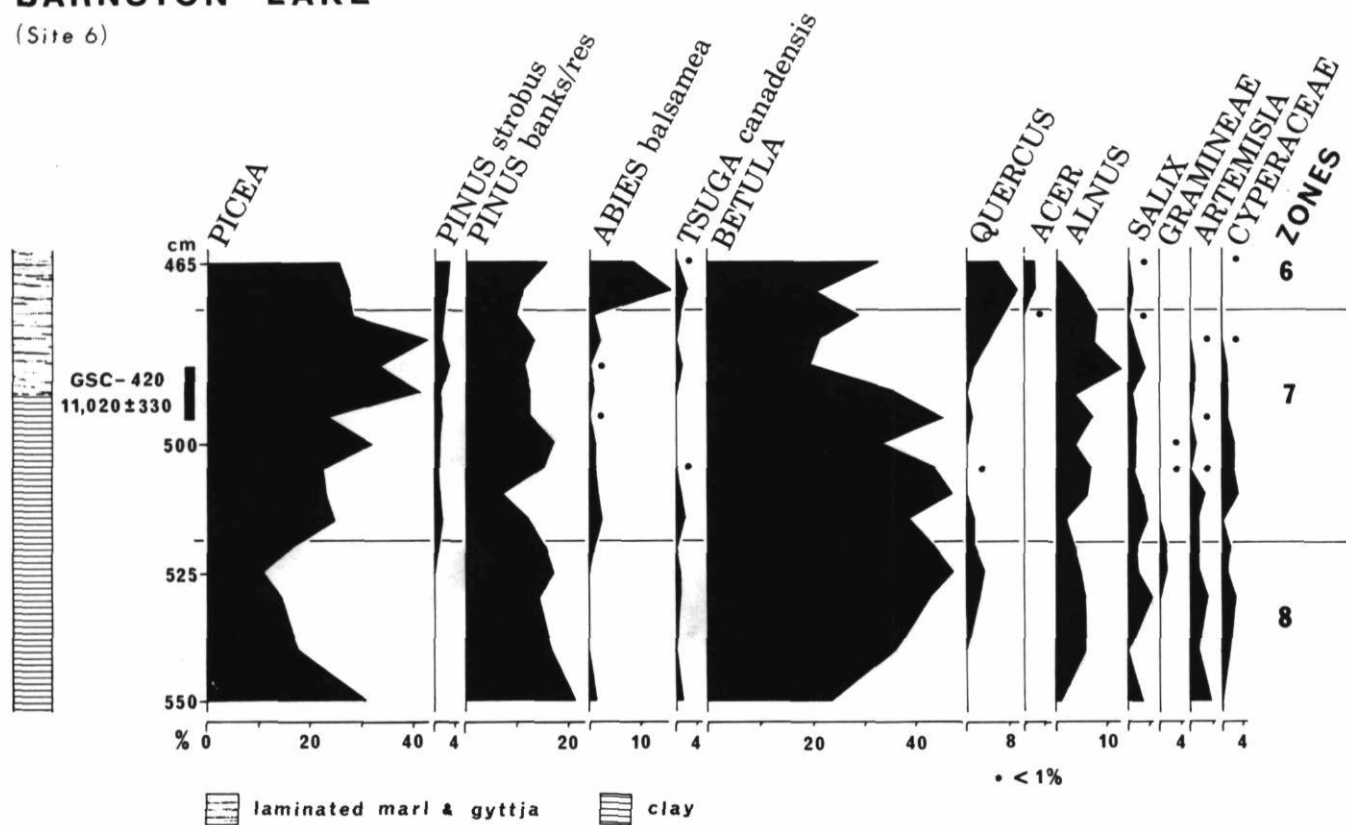 BARNSTON LAKE
(Site 6)
PICEA
PINUS strobus
PINUS banks/res
ABIES balsamea
TSUGA canadensis
BETULA
QUERCUS
ACER
ALNUS
SALIX
GRAMINEAE
ARTEMISIA
CYPERACEAE
ZONES
cm
465
500
525
550
GSC-420
11,020±330
6
7
8
% 0 20 40 4 20 10 4 20 40 8 10 4 4
• < 1%
laminated marl & gyttja
clay